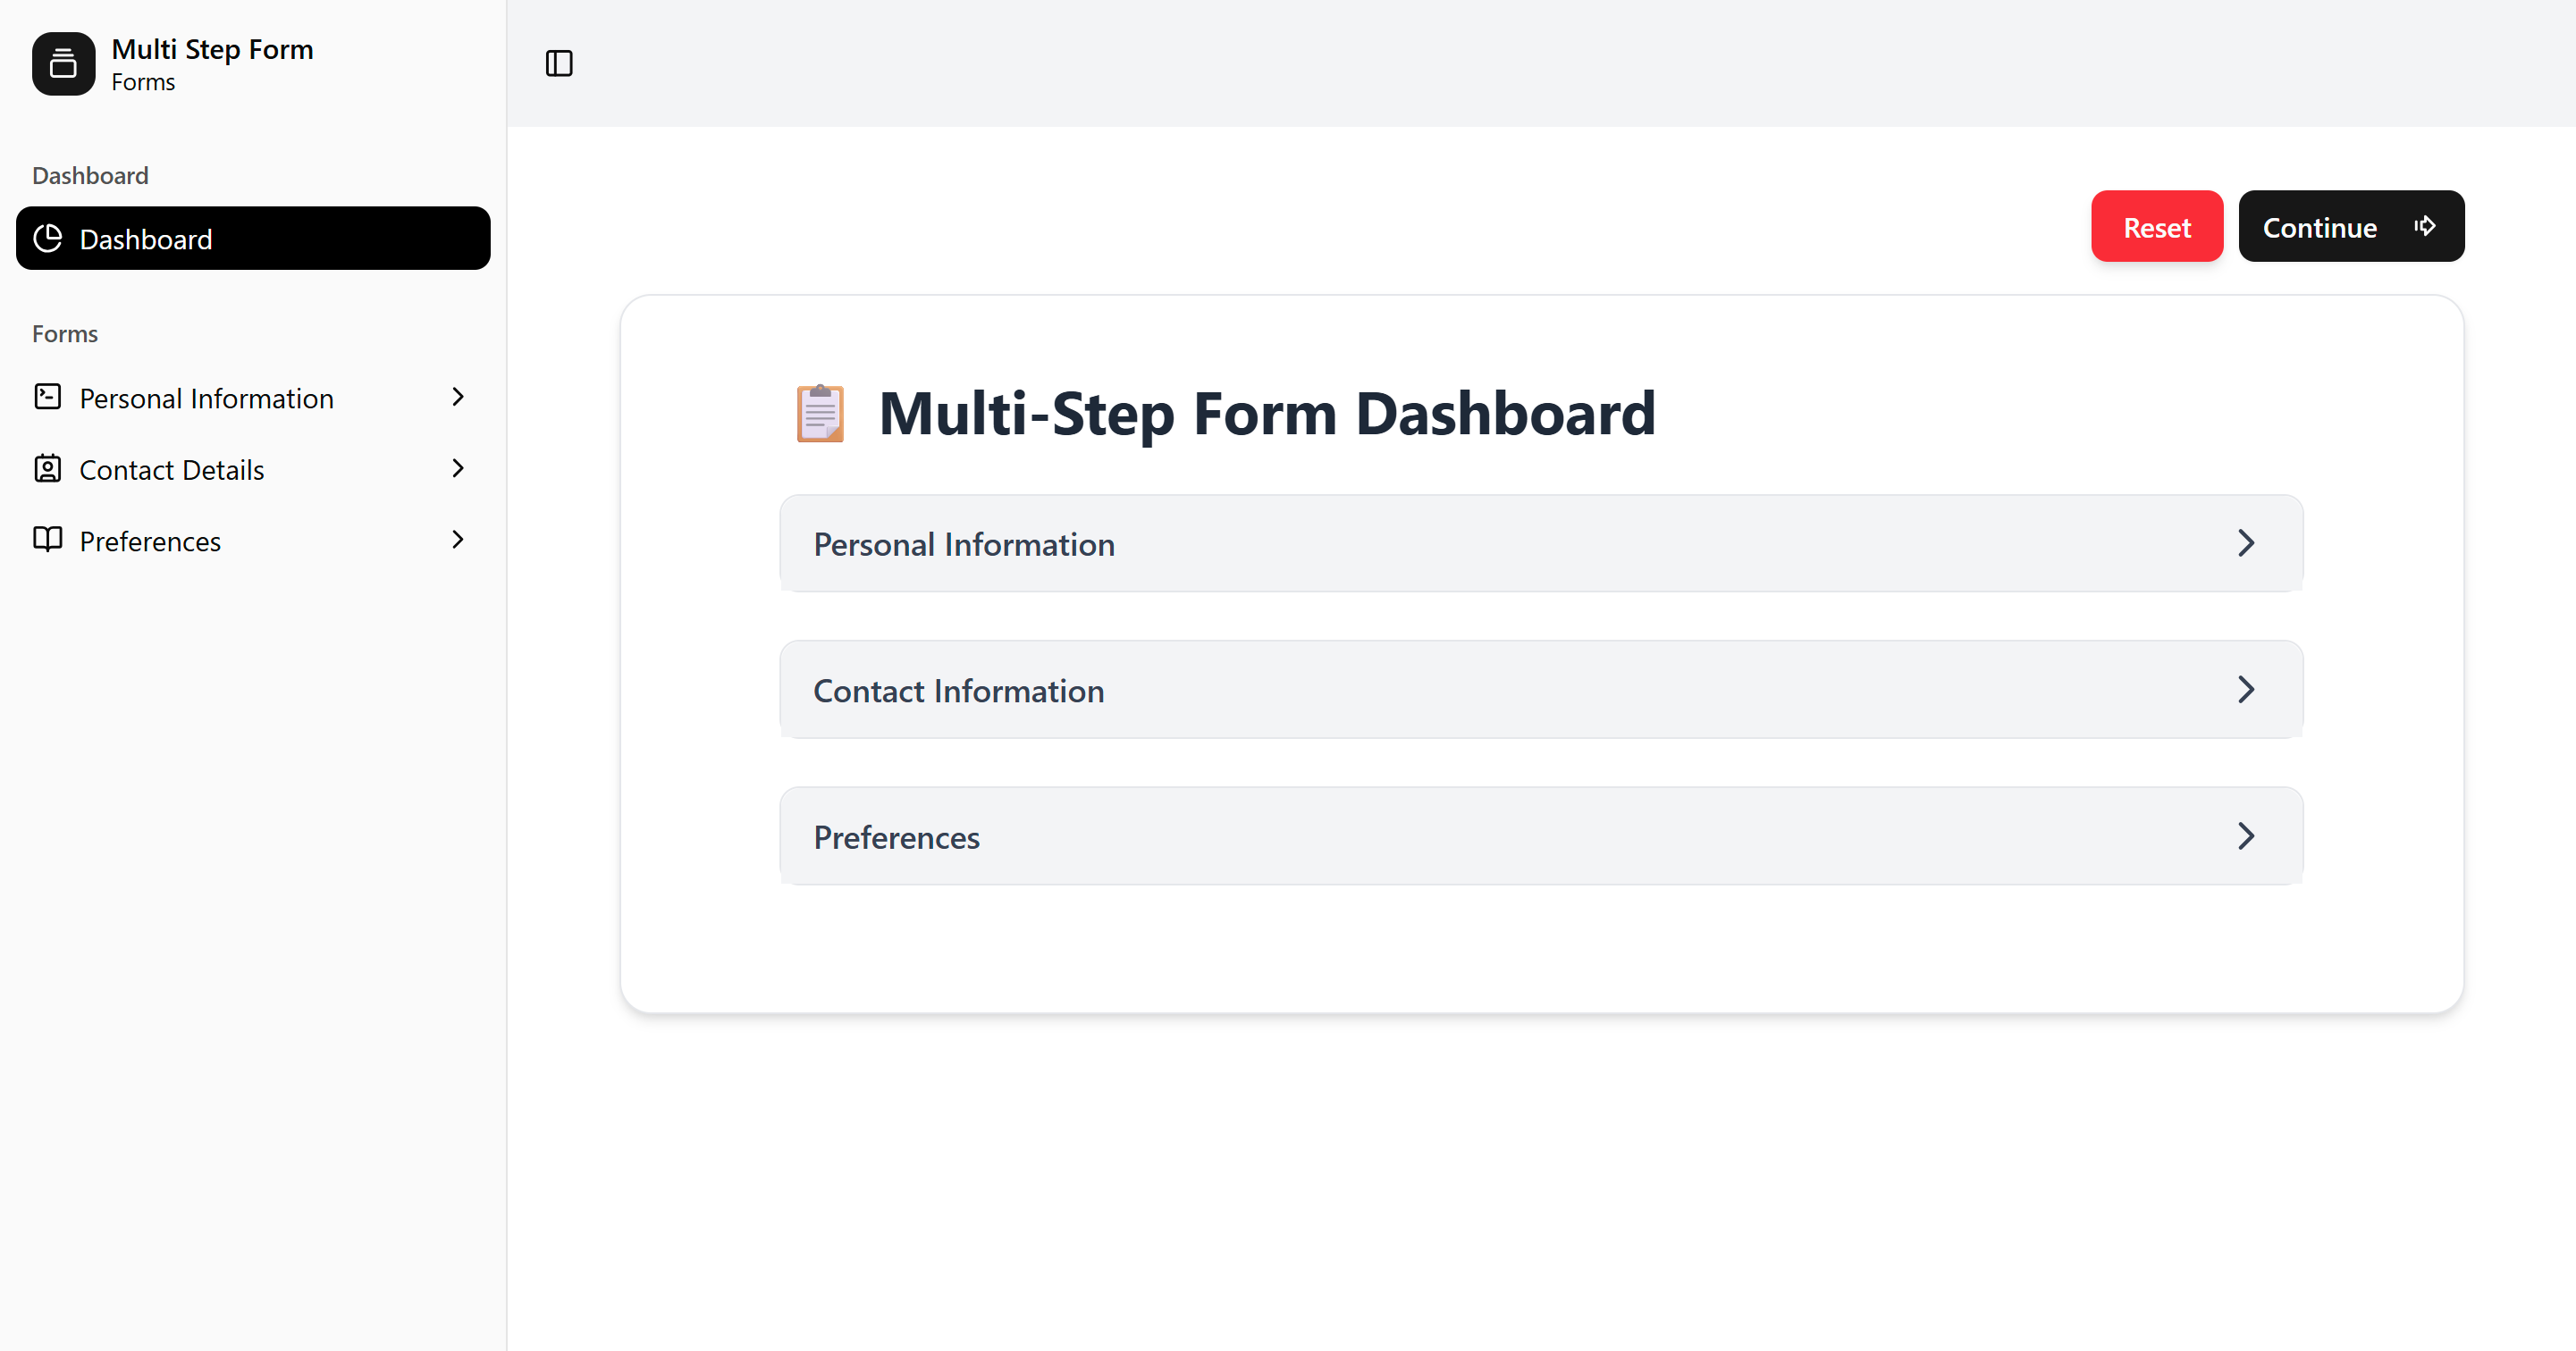 Multi Step Form
Forms
Dashboard
Dashboard
Forms
Personal Information
Contact Details
Preferences
Reset
Continue
Multi-Step Form Dashboard
Personal Information
Contact Information
Preferences